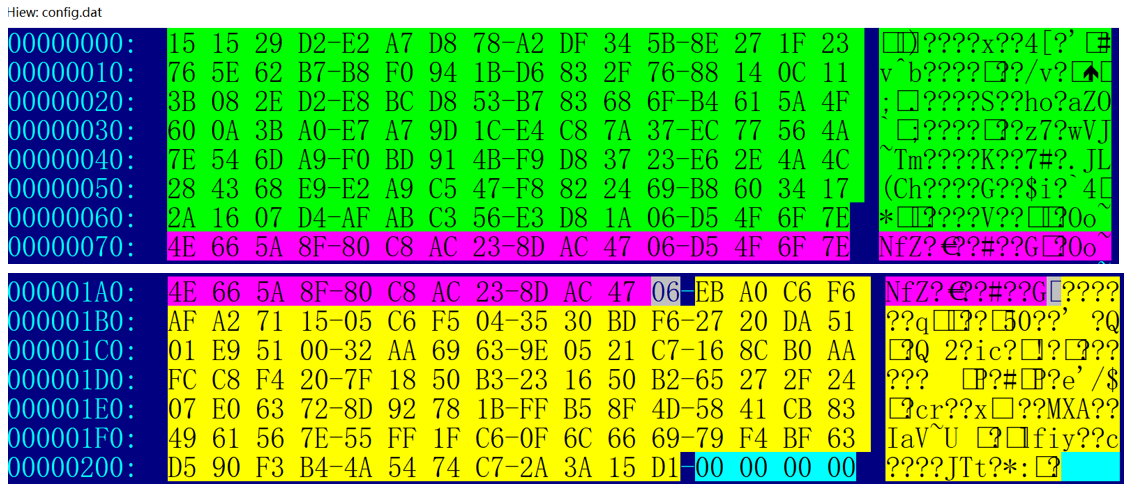 Hiew: config.dat
00000000: 15 15 29 D2-E2 A7 D8 78-A2 DF 34 5B-8E 27 1F 23 □□)????x??4[?'□#
00000010: 76 5E 62 B7-B8 F0 94 1B-D6 83 2F 76-88 14 0C 11 v^b????□??/v?□♠□
00000020: 3B 08 2E D2-E8 BC D8 53-B7 83 68 6F-B4 61 5A 4F ;□.????S??ho?aZO
00000030: 60 0A 3B A0-E7 A7 9D 1C-E4 C8 7A 37-EC 77 56 4A `□;????□??z7?wVJ
00000040: 7E 54 6D A9-F0 BD 91 4B-F9 D8 37 23-E6 2E 4A 4C ~Tm????K??7#?.JL
00000050: 28 43 68 E9-E2 A9 C5 47-F8 82 24 69-B8 60 34 17 (Ch????G??$i?`4□
00000060: 2A 16 07 D4-AF AB C3 56-E3 D8 1A 06-D5 4F 6F 7E *□□????V??□□?Oo~
00000070: 4E 66 5A 8F-80 C8 AC 23-8D AC 47 06-D5 4F 6F 7E NfZ?€??#??G□?Oo~
000001A0: 4E 66 5A 8F-80 C8 AC 23-8D AC 47 06-EB A0 C6 F6 NfZ?€??#??G□????
000001B0: AF A2 71 15-05 C6 F5 04-35 30 BD F6-27 20 DA 51 ??q□□??□50??' ?Q
000001C0: 01 E9 51 00-32 AA 69 63-9E 05 21 C7-16 8C B0 AA □?Q 2?ic?□!?□???
000001D0: FC C8 F4 20-7F 18 50 B3-23 16 50 B2-65 27 2F 24 ??? □P?#□P?e'/$
000001E0: 07 E0 63 72-8D 92 78 1B-FF B5 8F 4D-58 41 CB 83 □?cr??x□??MXA??
000001F0: 49 61 56 7E-55 FF 1F C6-0F 6C 66 69-79 F4 BF 63 IaV~U □?□lfiy??c
00000200: D5 90 F3 B4-4A 54 74 C7-2A 3A 15 D1-00 00 00 00 ????JTt?*:□?